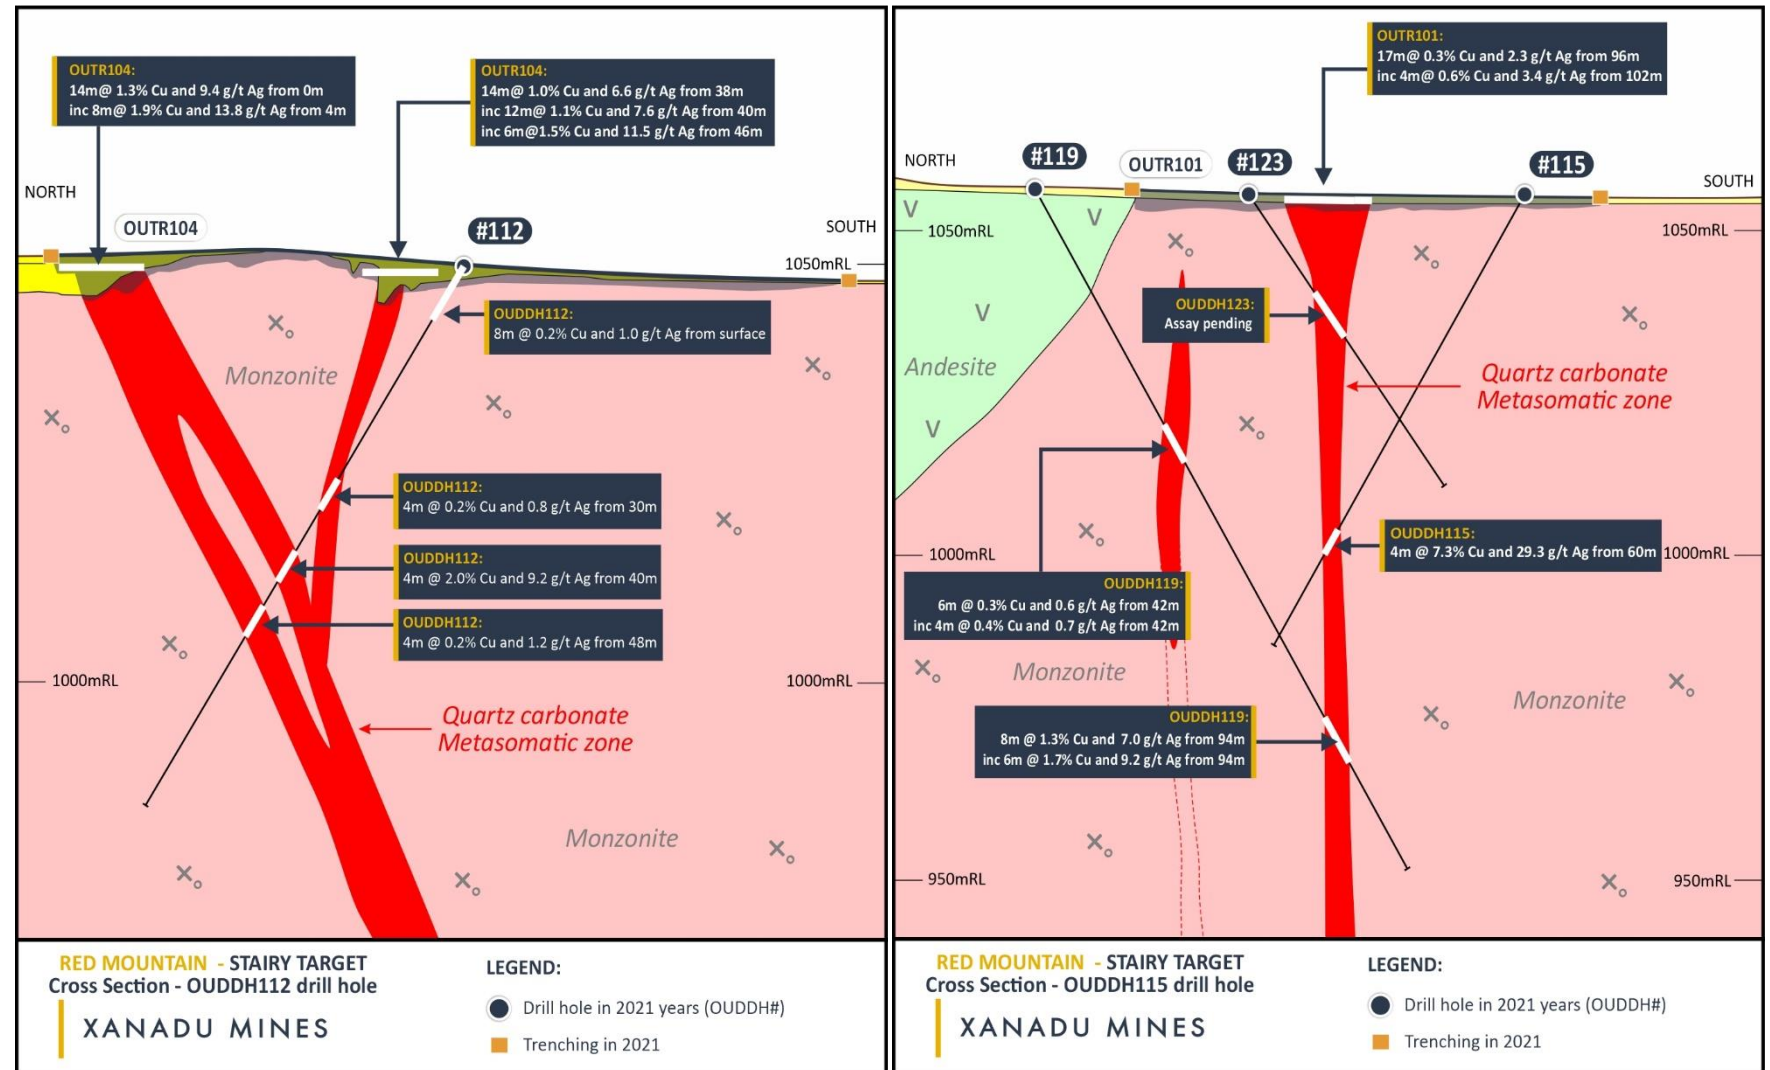 OUTR104:
14m@ 1.3% Cu and 9.4 g/t Ag from 0m
inc 8m@ 1.9% Cu and 13.8 g/t Ag from 4m
OUTR104:
14m@ 1.0% Cu and 6.6 g/t Ag from 38m
inc 12m@ 1.1% Cu and 7.6 g/t Ag from 40m
inc 6m@1.5% Cu and 11.5 g/t Ag from 46m
NORTH
OUTR104
#112
SOUTH
1050mRL
OUDDH112:
8m @ 0.2% Cu and 1.0 g/t Ag from surface
Monzonite
OUDDH112:
4m @ 0.2% Cu and 0.8 g/t Ag from 30m
OUDDH112:
4m @ 2.0% Cu and 9.2 g/t Ag from 40m
OUDDH112:
4m @ 0.2% Cu and 1.2 g/t Ag from 48m
1000mRL
1000mRL
Quartz carbonate
Metasomatic zone
Monzonite
RED MOUNTAIN - STAIRY TARGET
Cross Section - OUDDH112 drill hole
XANADU MINES
LEGEND:
Drill hole in 2021 years (OUDDH#)
Trenching in 2021
OUTR101:
17m@ 0.3% Cu and 2.3 g/t Ag from 96m
inc 4m@ 0.6% Cu and 3.4 g/t Ag from 102m
NORTH
#119
OUTR101
#123
#115
SOUTH
1050mRL
1050mRL
OUDDH123:
Assay pending
Andesite
Quartz carbonate
Metasomatic zone
1000mRL
OUDDH115:
4m @ 7.3% Cu and 29.3 g/t Ag from 60m
1000mRL
OUDDH119:
6m @ 0.3% Cu and 0.6 g/t Ag from 42m
inc 4m @ 0.4% Cu and 0.7 g/t Ag from 42m
Monzonite
Monzonite
OUDDH119:
8m @ 1.3% Cu and 7.0 g/t Ag from 94m
inc 6m @ 1.7% Cu and 9.2 g/t Ag from 94m
950mRL
950mRL
RED MOUNTAIN - STAIRY TARGET
Cross Section - OUDDH115 drill hole
XANADU MINES
LEGEND:
Drill hole in 2021 years (OUDDH#)
Trenching in 2021